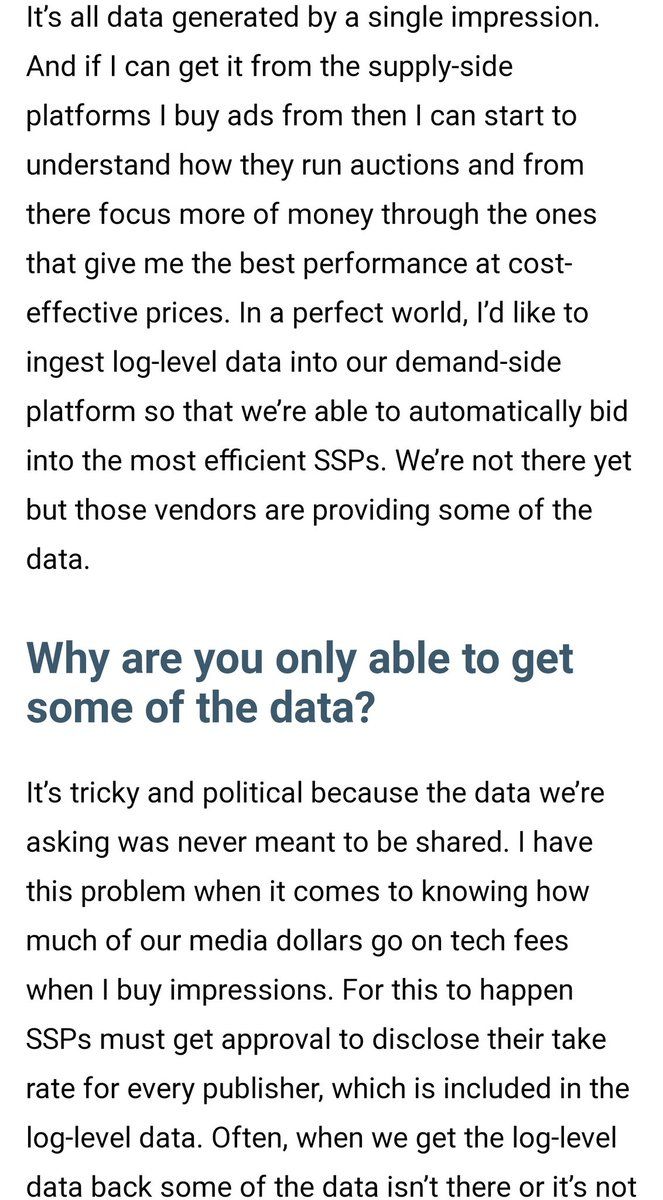 It’s all data generated by a single impression.
And if I can get it from the supply-side
platforms I buy ads from then I can start to
understand how they run auctions and from
there focus more of money through the ones
that give me the best performance at cost-
effective prices. In a perfect world, I’d like to
ingest log-level data into our demand-side
platform so that we’re able to automatically bid
into the most efficient SSPs. We’re not there yet
but those vendors are providing some of the
data.
Why are you only able to get
some of the data?
It’s tricky and political because the data we’re
asking was never meant to be shared. I have
this problem when it comes to knowing how
much of our media dollars go on tech fees
when I buy impressions. For this to happen
SSPs must get approval to disclose their take
rate for every publisher, which is included in the
log-level data. Often, when we get the log-level
data back some of the data isn’t there or it’s not